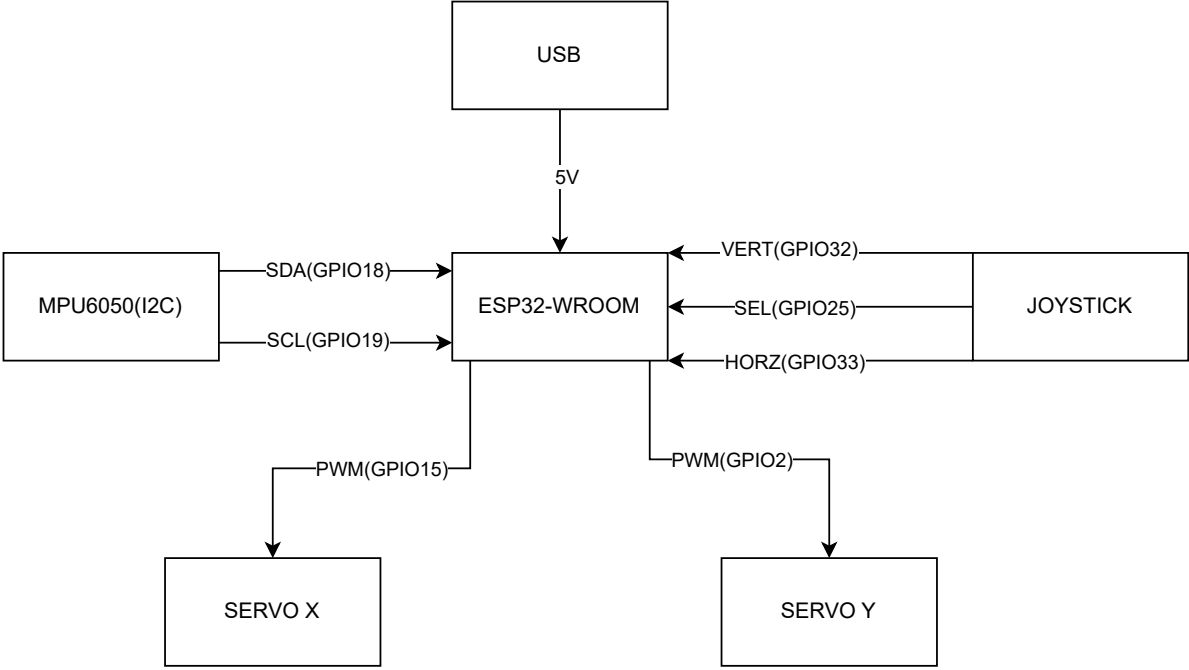 USB
5V
VERT(GPIO32)
SDA(GPIO18)
MPU6050(I2C)
ESP32-WROOM
SEL(GPIO25)
JOYSTICK
SCL(GPIO19)
HORZ(GPIO33)
PWM(GPIO15)
PWM(GPIO2)
SERVO X
SERVO Y